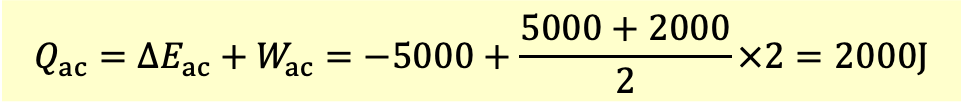 Q_ac = ΔE_ac + W_ac = −5000 + (5000 + 2000)/2 ×2 = 2000J